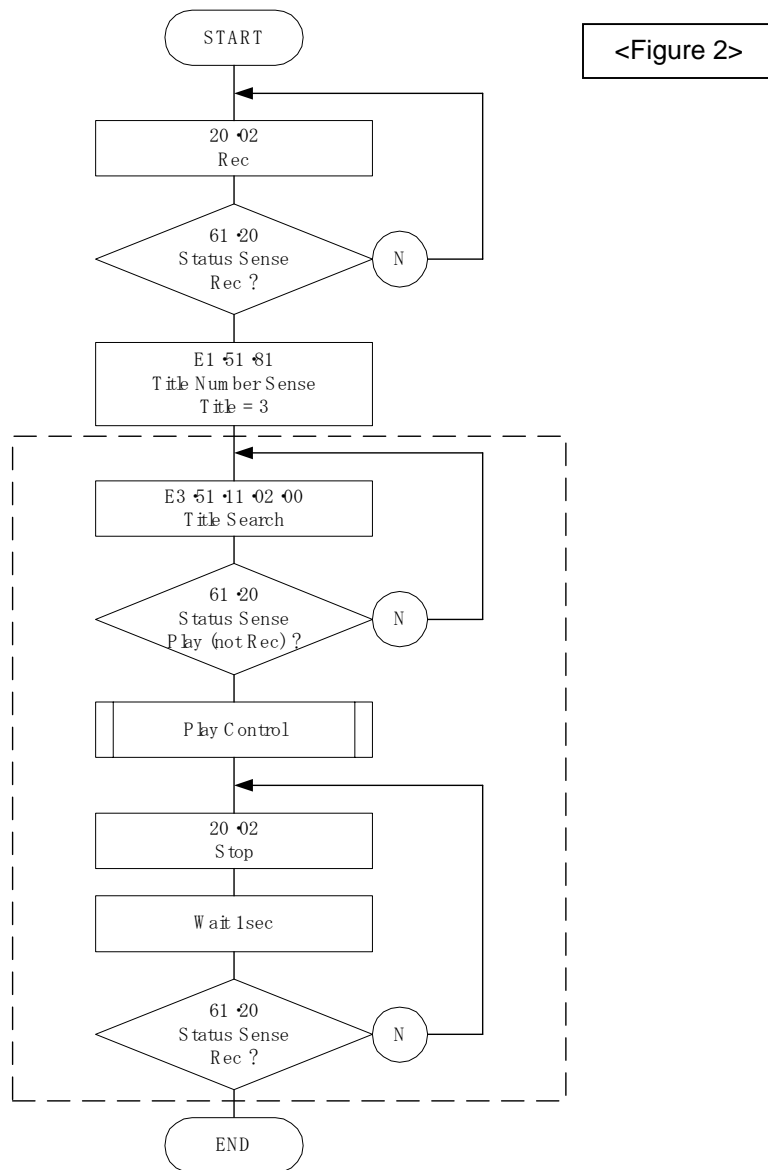 START
<Figure 2>
20・02
Rec
61・20
Status Sense
Rec ?
N
E1・51・81
Title Number Sense
Title = 3
E3・51・11・02・00
Title Search
61・20
Status Sense
Play (not Rec) ?
N
Play Control
20・02
Stop
Wait 1sec
61・20
Status Sense
Rec ?
N
END